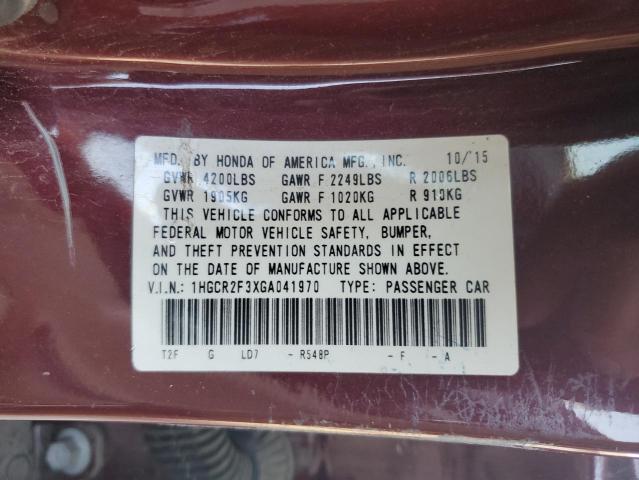 MFD. BY HONDA OF AMERICA MFG., INC. 10/15
GVWR 4200LBS GAWR F 2249LBS R 2006LBS
GVWR 1905KG GAWR F 1020KG R 910KG
THIS VEHICLE CONFORMS TO ALL APPLICABLE
FEDERAL MOTOR VEHICLE SAFETY, BUMPER,
AND THEFT PREVENTION STANDARDS IN EFFECT
ON THE DATE OF MANUFACTURE SHOWN ABOVE.
V.I.N.: 1HGCR2F3XGA041970 TYPE: PASSENGER CAR
T2F G LD7 - R548P - F - A